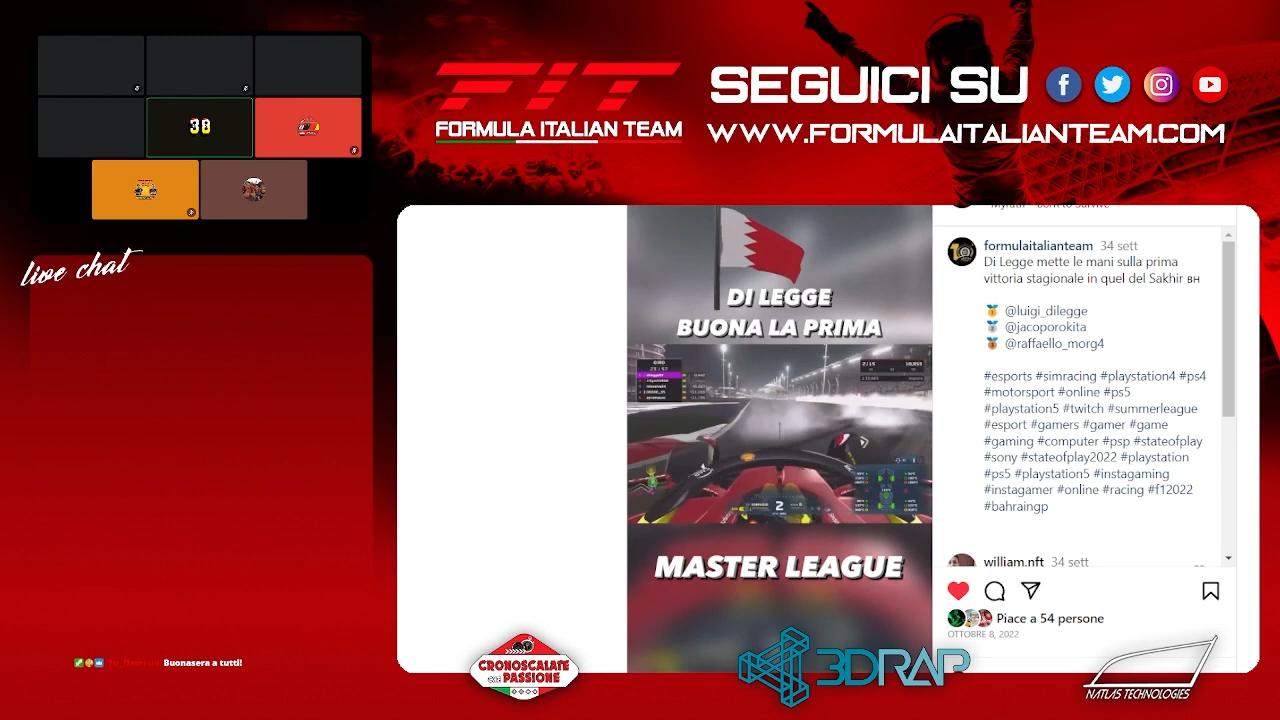 38
FIT
FORMULA ITALIAN TEAM
SEGUICI SU
WWW.FORMULAITALIANTEAM.COM
live chat
Buonasera a tutti!
DI LEGGE
BUONA LA PRIMA
2
MASTER LEAGUE
formulaitalianteam 34 sett
Di Legge mette le mani sulla prima
vittoria stagionale in quel del Sakhir ʙʜ
@luigi_dilegge
@jacoporokita
@raffaello_morg4
#esports #simracing #playstation4 #ps4
#motorsport #online #ps5
#playstation5 #twitch #summerleague
#esport #gamers #gamer #game
#gaming #computer #psp #stateofplay
#sony #stateofplay2022 #playstation
#ps5 #playstation5 #instagaming
#instagamer #online #racing #f12022
#bahraingp
william.nft 34 sett
Piace a 54 persone
OTTOBRE 8, 2022
CRONOSCALATE
CHE PASSIONE
3DRAP
NATLAS TECHNOLOGIES